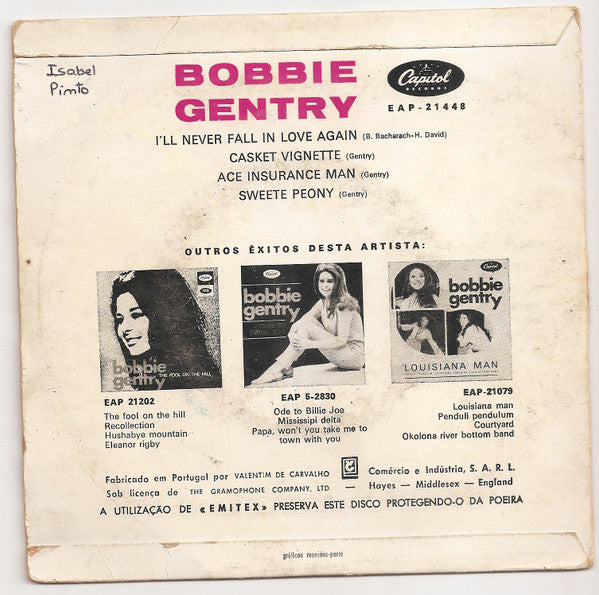 Isabel
Pinto
BOBBIE
GENTRY
Capitol
RECORDS
EAP-21448
I'LL NEVER FALL IN LOVE AGAIN (B. Bacharach-H. David)
CASKET VIGNETTE (Gentry)
ACE INSURANCE MAN (Gentry)
SWEETE PEONY (Gentry)
OUTROS ÊXITOS DESTA ARTISTA:
bobbie
gentry
THE FOOL ON THE HILL
Capitol
bobbie
gentry
Capitol
bobbie
gentry
LOUISIANA MAN
EAP 21202
The fool on the hill
Recollection
Hushabye mountain
Eleanor rigby
EAP 5-2830
Ode to Billie Joe
Mississipi delta
Papa, won't you take me to
town with you
EAP-21079
Louisiana man
Penduli pendulum
Courtyard
Okolona river bottom band
Fabricado em Portugal por VALENTIM DE CARVALHO
Comércio e Indústria, S. A. R. L.
Sob licença de THE GRAMOPHONE COMPANY, LTD. —
— Hayes — Middlesex — England
A UTILIZAÇÃO DE «EMITEX» PRESERVA ESTE DISCO PROTEGENDO-O DA POEIRA
gráficos reunidos-porto